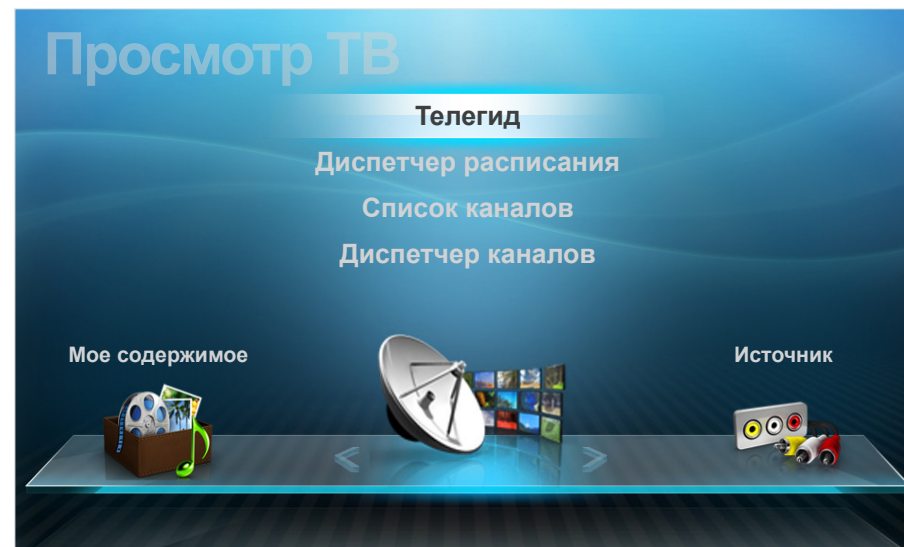 Просмотр ТВ
Телегид
Диспетчер расписания
Список каналов
Диспетчер каналов
Мое содержимое
Источник